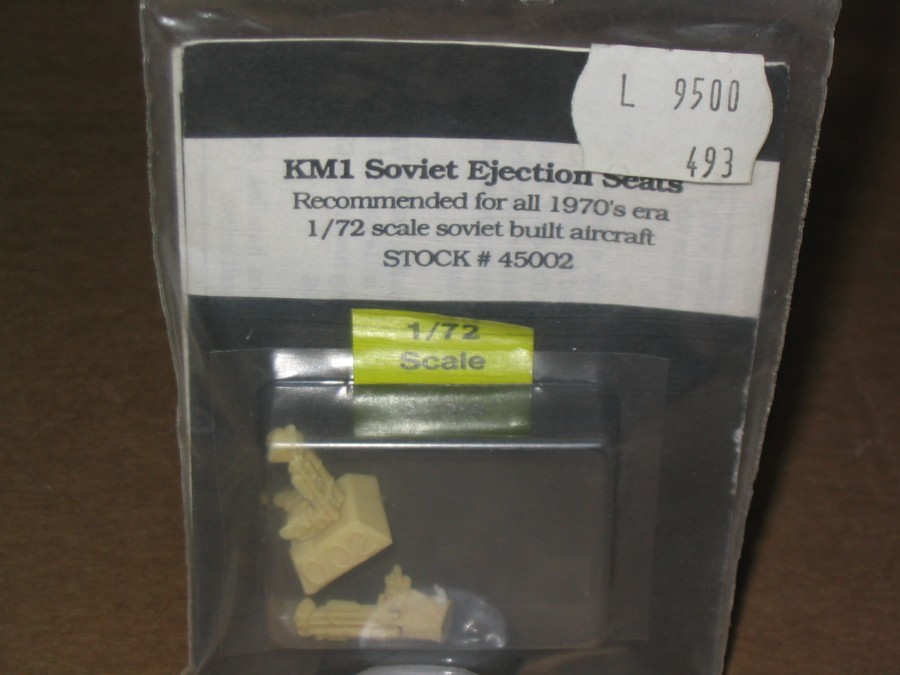 L 9500
493
KM1 Soviet Ejection Seats
Recommended for all 1970's era
1/72 scale soviet built aircraft
STOCK # 45002
1/72
Scale
002